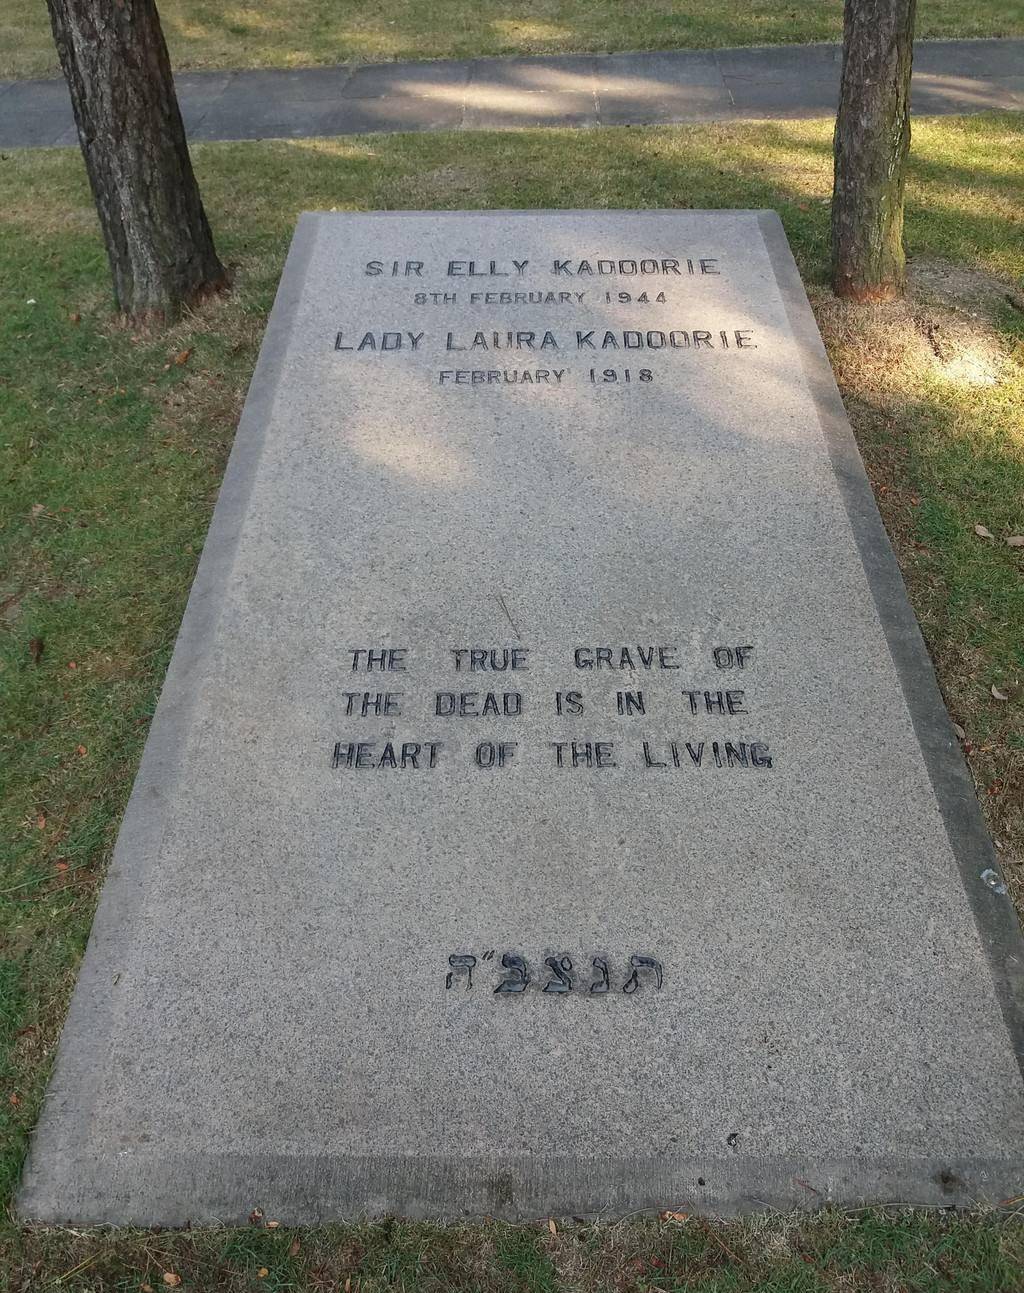 SIR ELLY KADOORIE
8TH FEBRUARY 1944
LADY LAURA KADOORIE
FEBRUARY 1918
THE TRUE GRAVE OF
THE DEAD IS IN THE
HEART OF THE LIVING
תנצב"ה